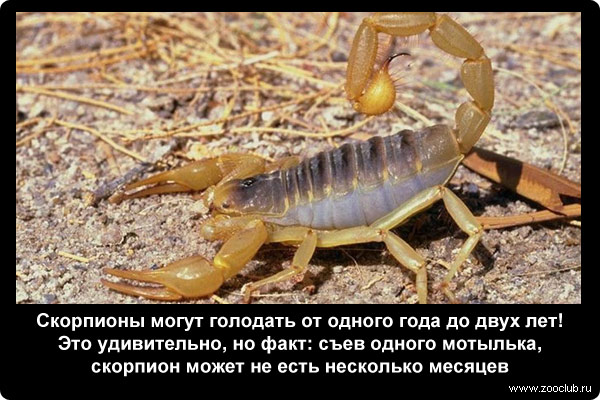 Скорпионы могут голодать от одного года до двух лет!
Это удивительно, но факт: съев одного мотылька,
скорпион может не есть несколько месяцев
www.zooclub.ru